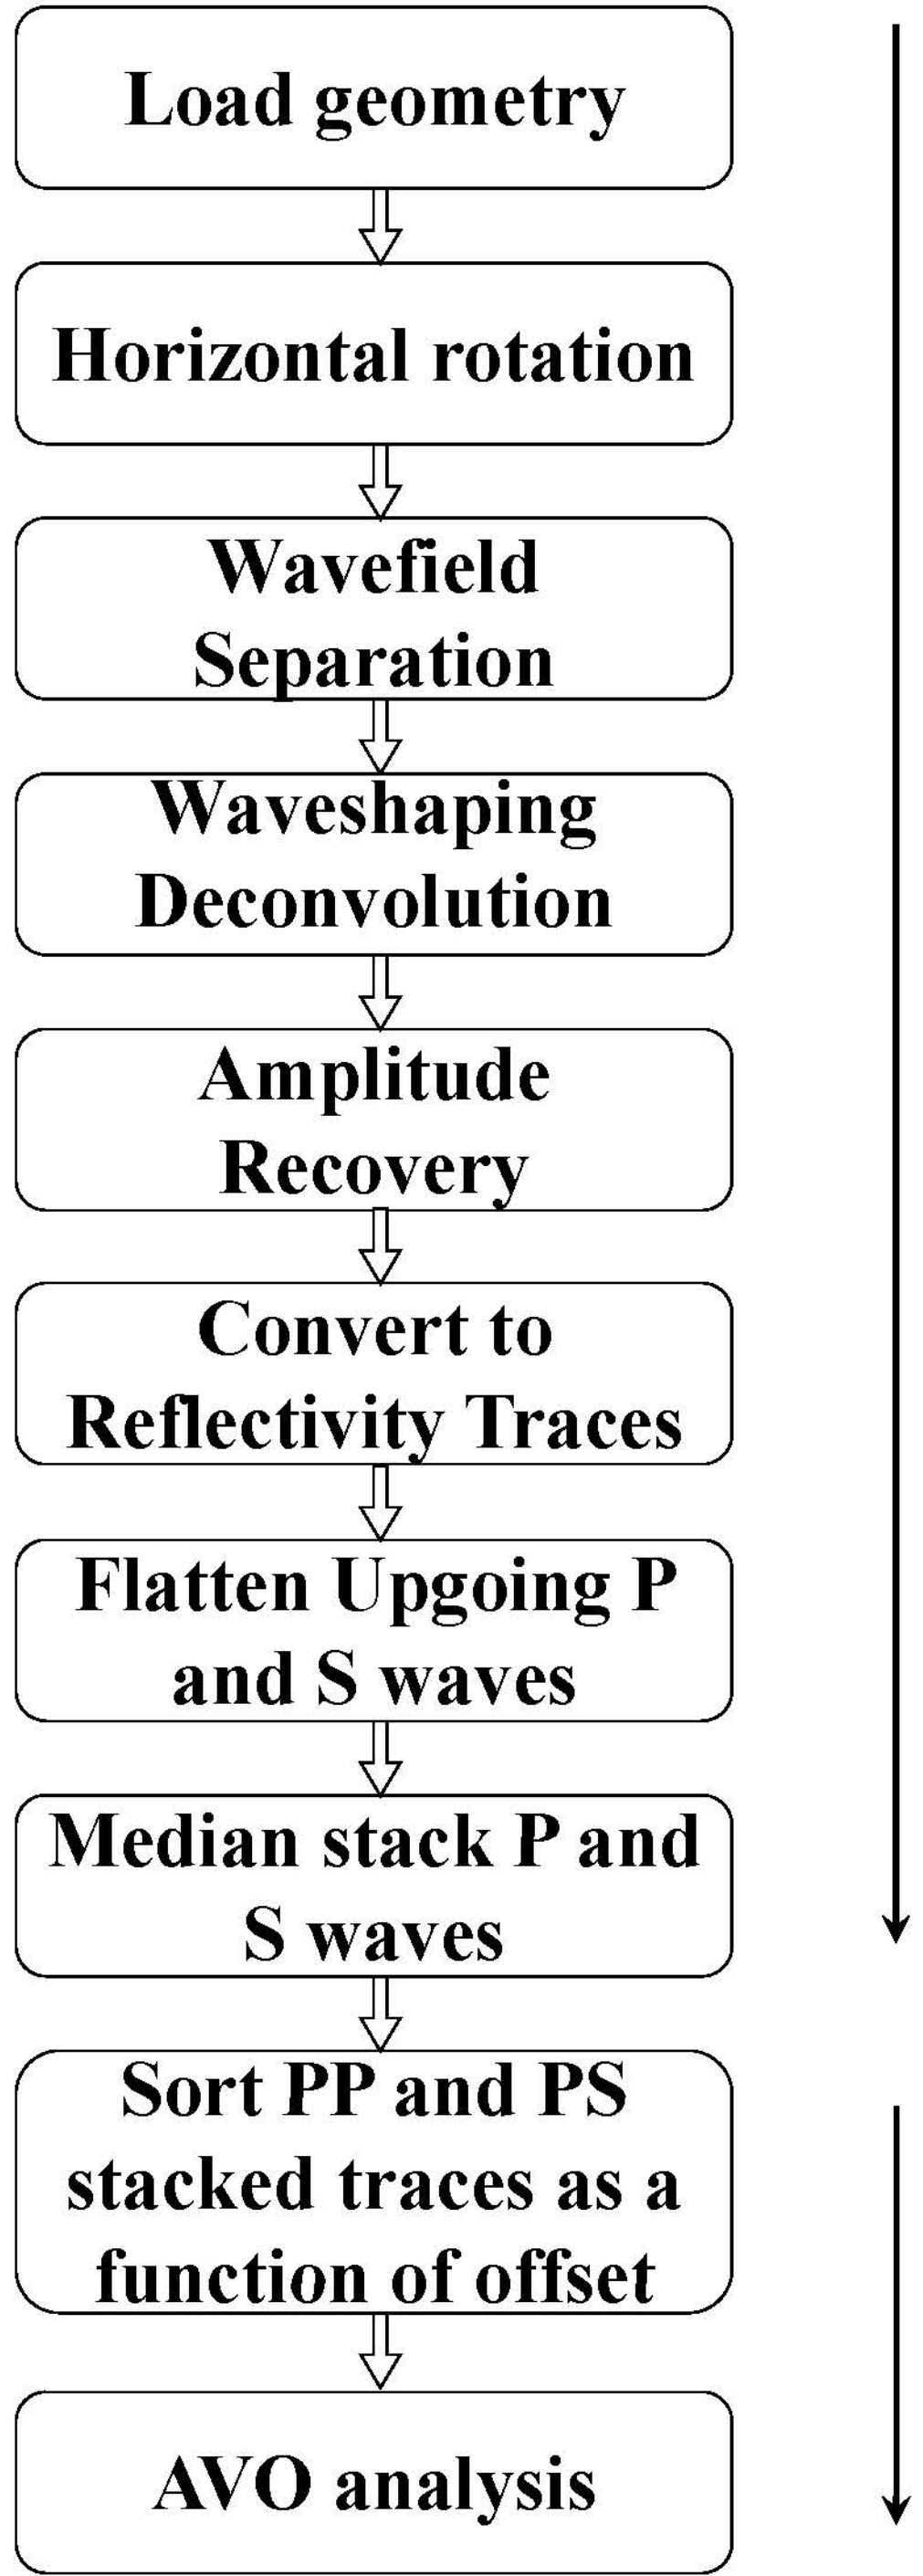 Load geometry
Horizontal rotation
Wavefield
Separation
Waveshaping
Deconvolution
Amplitude
Recovery
Convert to
Reflectivity Traces
Flatten Upgoing P
and S waves
Median stack P and
S waves
Sort PP and PS
stacked traces as a
function of offset
AVO analysis